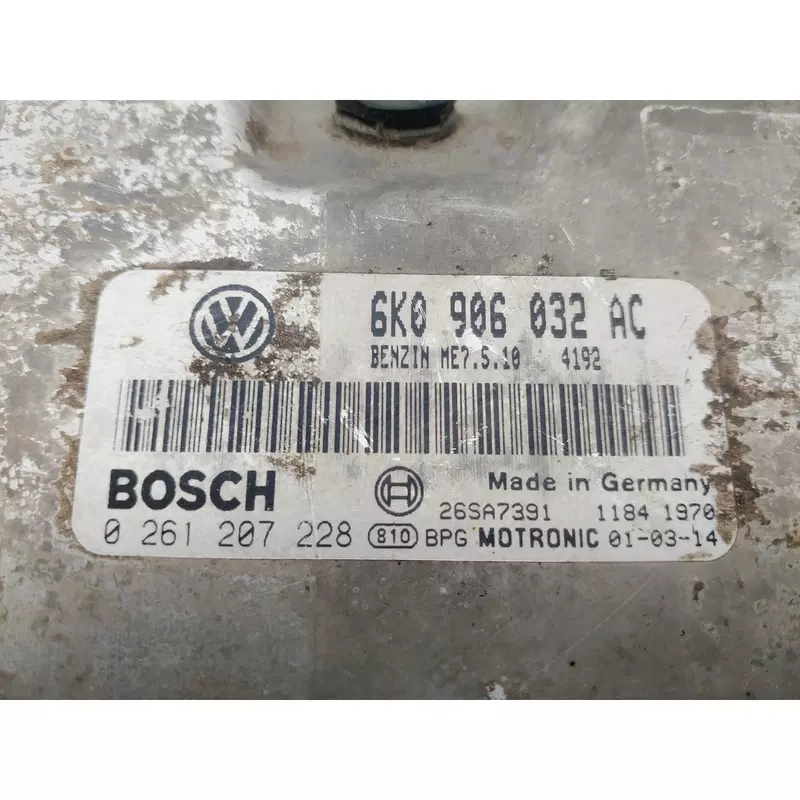 6K0 906 032 AC
BENZIN ME7.5.10 4192
BOSCH
Made in Germany
26SA7391 1184 1970
0 261 207 228 810 BPG MOTRONIC 01-03-14